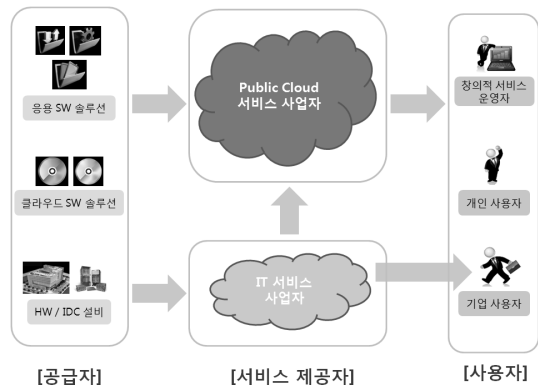 응용 SW 솔루션
클라우드 SW 솔루션
HW / IDC 설비
[공급자]
Public Cloud
서비스 사업자
IT 서비스
사업자
[서비스 제공자]
창의적 서비스
운영자
개인 사용자
기업 사용자
[사용자]